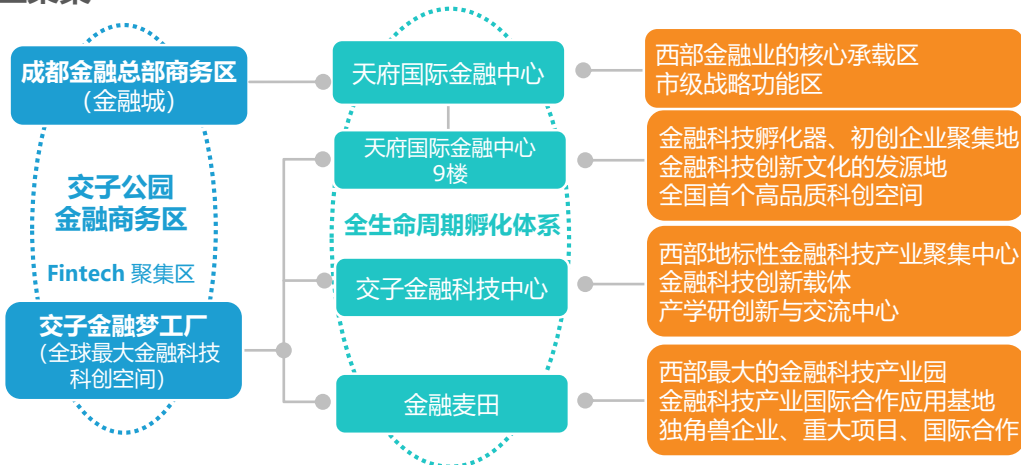 成都金融总部商务区
（金融城）
交子公园
金融商务区
Fintech 聚集区
交子金融梦工厂
（全球最大金融科技
科创空间）
天府国际金融中心
天府国际金融中心
9楼
全生命周期孵化体系
交子金融科技中心
金融麦田
西部金融业的核心承载区
市级战略功能区
金融科技孵化器、初创企业聚集地
金融科技创新文化的发源地
全国首个高品质科创空间
西部地标性金融科技产业聚集中心
金融科技创新载体
产学研创新与交流中心
西部最大的金融科技产业园
金融科技产业国际合作应用基地
独角兽企业、重大项目、国际合作